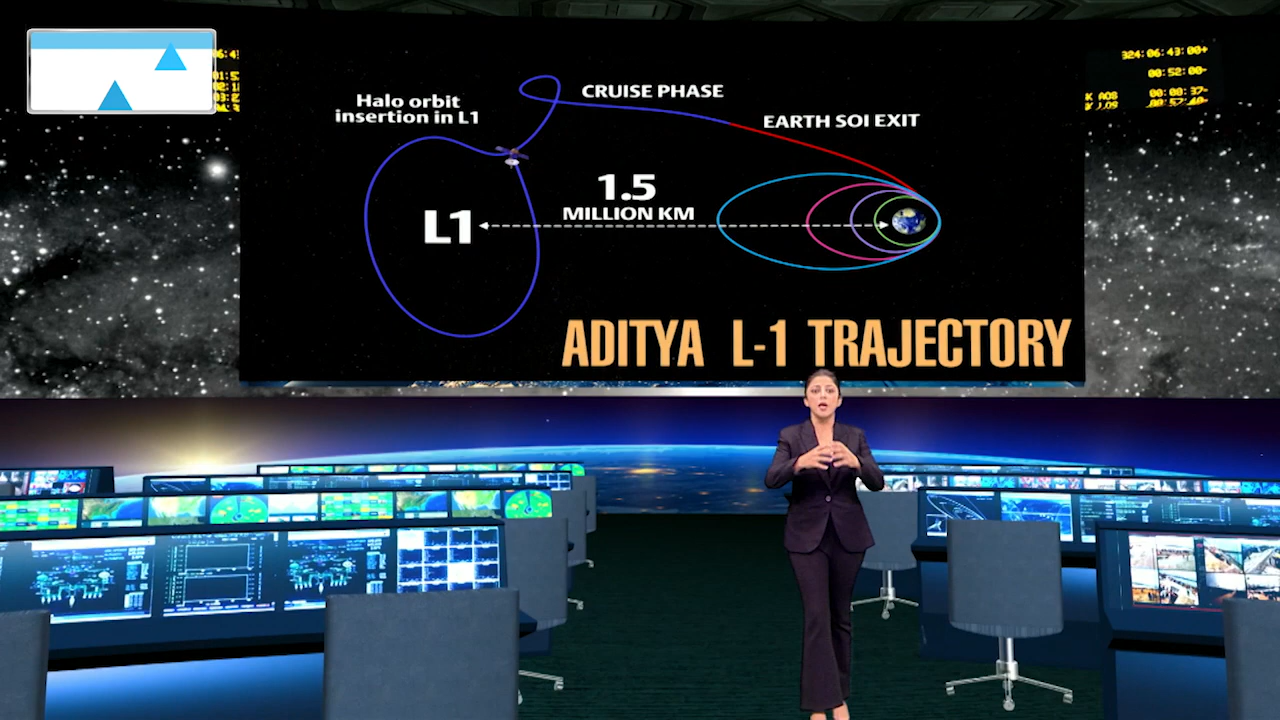 324:06:43:00+
00:52:00-
CRUISE PHASE
Halo orbit
insertion in L1
EARTH SOI EXIT
1.5
MILLION KM
L1
ADITYA L-1 TRAJECTORY